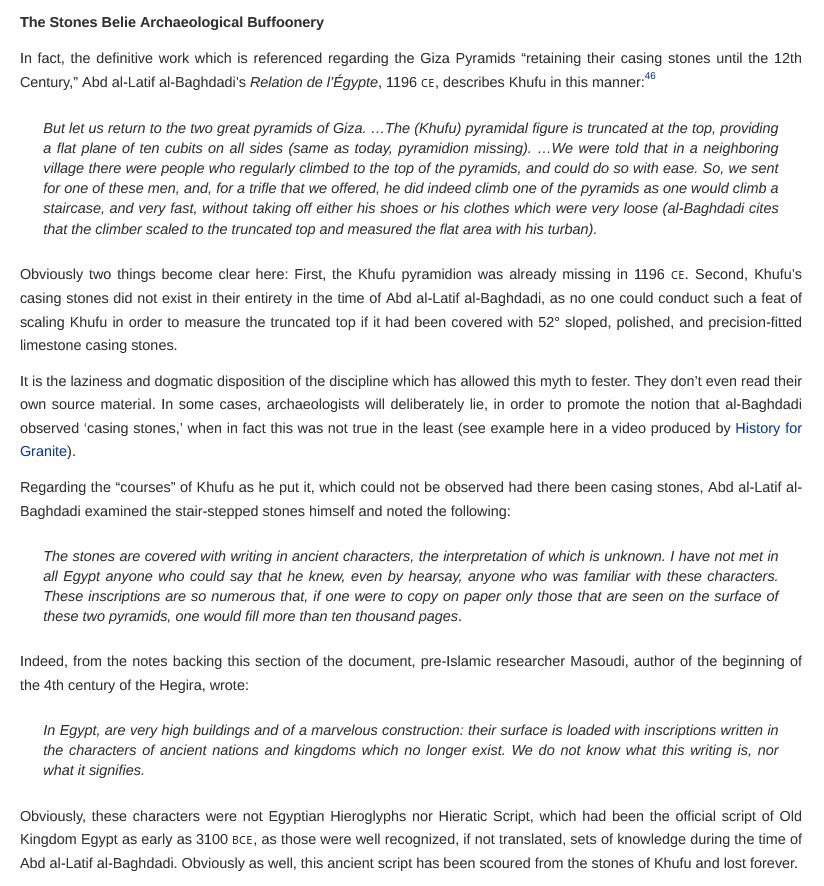 The Stones Belie Archaeological Buffoonery
In fact, the definitive work which is referenced regarding the Giza Pyramids “retaining their casing stones until the 12th
Century,” Abd al-Latif al-Baghdadi’s Relation de l’Égypte, 1196 CE, describes Khufu in this manner:46
But let us return to the two great pyramids of Giza. …The (Khufu) pyramidal figure is truncated at the top, providing
a flat plane of ten cubits on all sides (same as today, pyramidion missing). …We were told that in a neighboring
village there were people who regularly climbed to the top of the pyramids, and could do so with ease. So, we sent
for one of these men, and, for a trifle that we offered, he did indeed climb one of the pyramids as one would climb a
staircase, and very fast, without taking off either his shoes or his clothes which were very loose (al-Baghdadi cites
that the climber scaled to the truncated top and measured the flat area with his turban).
Obviously two things become clear here: First, the Khufu pyramidion was already missing in 1196 CE. Second, Khufu’s
casing stones did not exist in their entirety in the time of Abd al-Latif al-Baghdadi, as no one could conduct such a feat of
scaling Khufu in order to measure the truncated top if it had been covered with 52° sloped, polished, and precision-fitted
limestone casing stones.
It is the laziness and dogmatic disposition of the discipline which has allowed this myth to fester. They don’t even read their
own source material. In some cases, archaeologists will deliberately lie, in order to promote the notion that al-Baghdadi
observed ‘casing stones,’ when in fact this was not true in the least (see example here in a video produced by History for
Granite).
Regarding the “courses” of Khufu as he put it, which could not be observed had there been casing stones, Abd al-Latif al-
Baghdadi examined the stair-stepped stones himself and noted the following:
The stones are covered with writing in ancient characters, the interpretation of which is unknown. I have not met in
all Egypt anyone who could say that he knew, even by hearsay, anyone who was familiar with these characters.
These inscriptions are so numerous that, if one were to copy on paper only those that are seen on the surface of
these two pyramids, one would fill more than ten thousand pages.
Indeed, from the notes backing this section of the document, pre-Islamic researcher Masoudi, author of the beginning of
the 4th century of the Hegira, wrote:
In Egypt, are very high buildings and of a marvelous construction: their surface is loaded with inscriptions written in
the characters of ancient nations and kingdoms which no longer exist. We do not know what this writing is, nor
what it signifies.
Obviously, these characters were not Egyptian Hieroglyphs nor Hieratic Script, which had been the official script of Old
Kingdom Egypt as early as 3100 BCE, as those were well recognized, if not translated, sets of knowledge during the time of
Abd al-Latif al-Baghdadi. Obviously as well, this ancient script has been scoured from the stones of Khufu and lost forever.